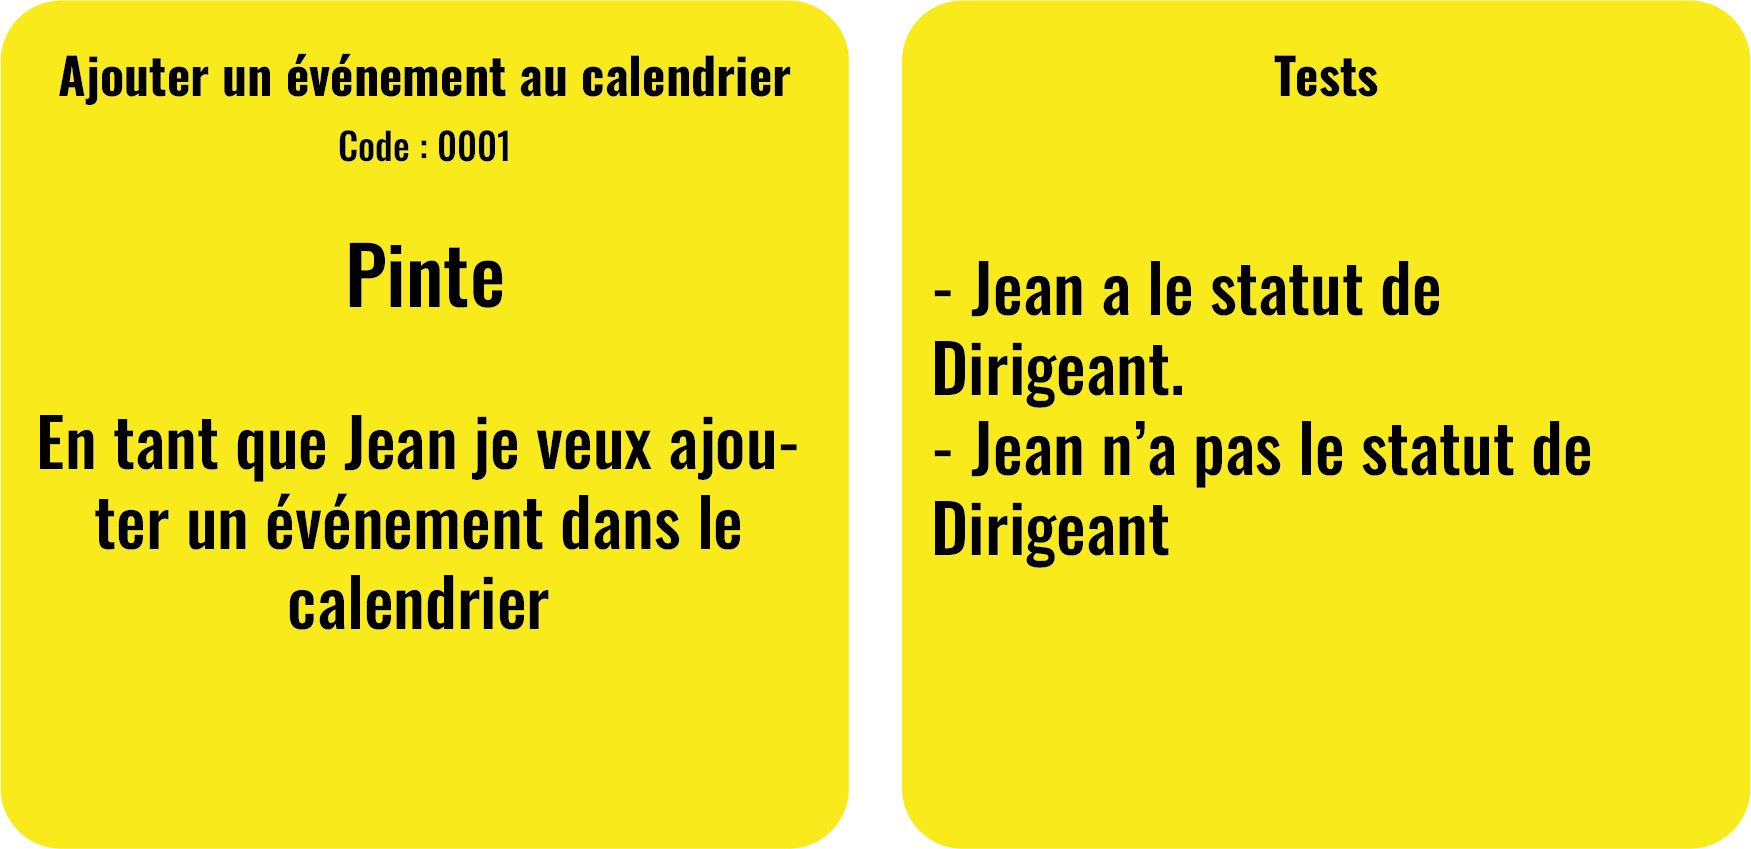 Ajouter un événement au calendrier
Code : 0001
Pinte
En tant que Jean je veux ajou-
ter un événement dans le
calendrier
Tests
- Jean a le statut de
Dirigeant.
- Jean n’a pas le statut de
Dirigeant